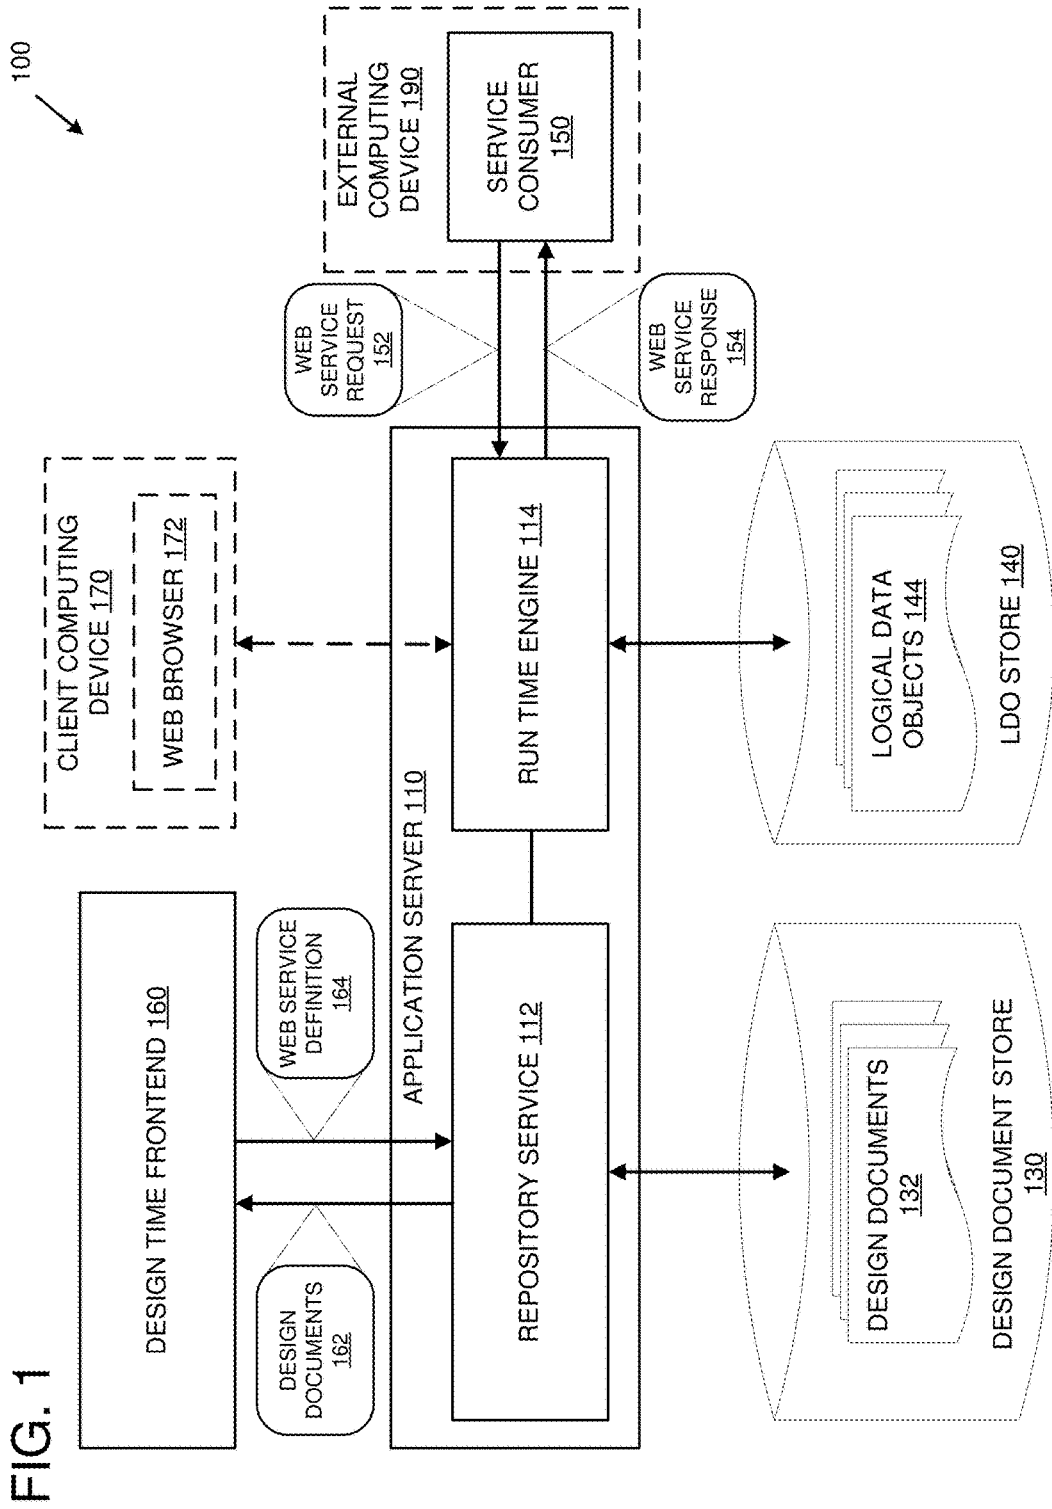 FIG. 1
100
DESIGN TIME FRONTEND 160
CLIENT COMPUTING
DEVICE 170
WEB BROWSER 172
EXTERNAL
COMPUTING
DEVICE 190
SERVICE
CONSUMER
150
DESIGN
DOCUMENTS
162
WEB SERVICE
DEFINITION
164
WEB
SERVICE
REQUEST
152
WEB
SERVICE
RESPONSE
154
APPLICATION SERVER 110
REPOSITORY SERVICE 112
RUN TIME ENGINE 114
DESIGN DOCUMENTS
132
DESIGN DOCUMENT STORE
130
LOGICAL DATA
OBJECTS 144
LDO STORE 140